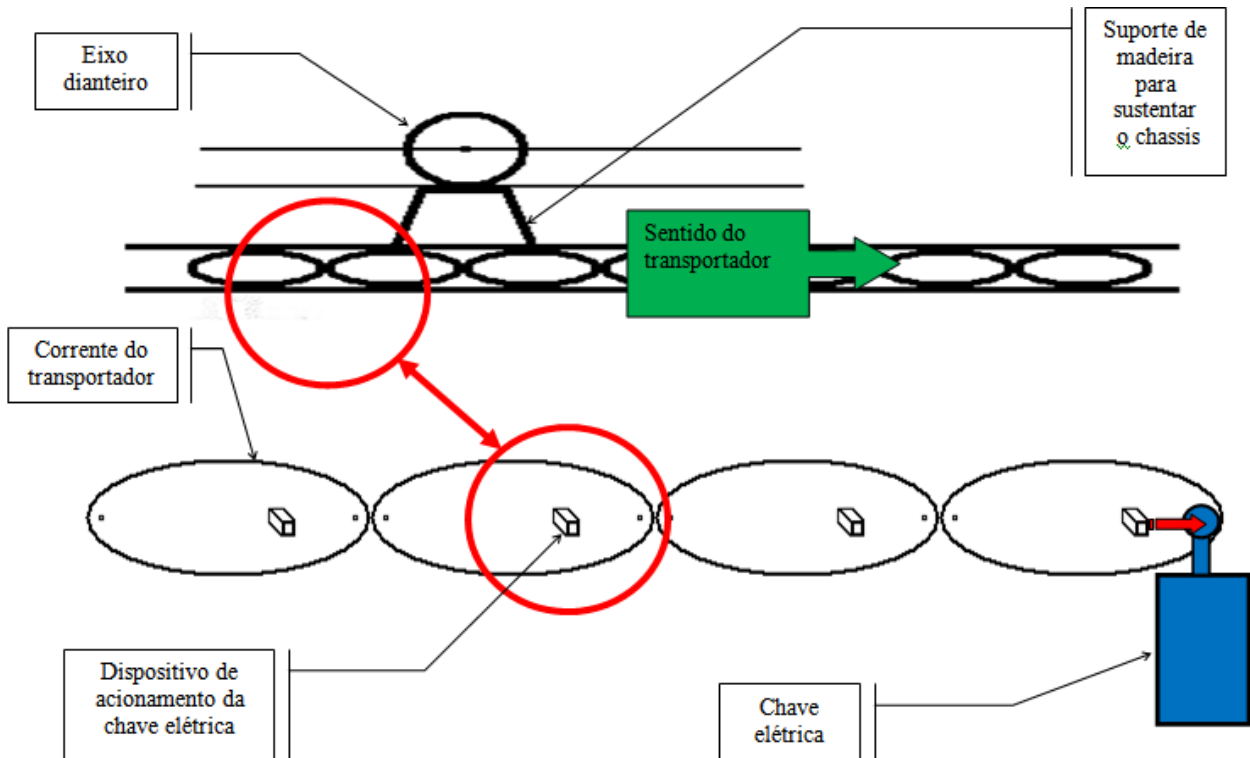 Eixo
dianteiro
Suporte de
madeira
para
sustentar
o chassis
Sentido do
transportador
Corrente do
transportador
Dispositivo de
acionamento da
chave elétrica
Chave
elétrica